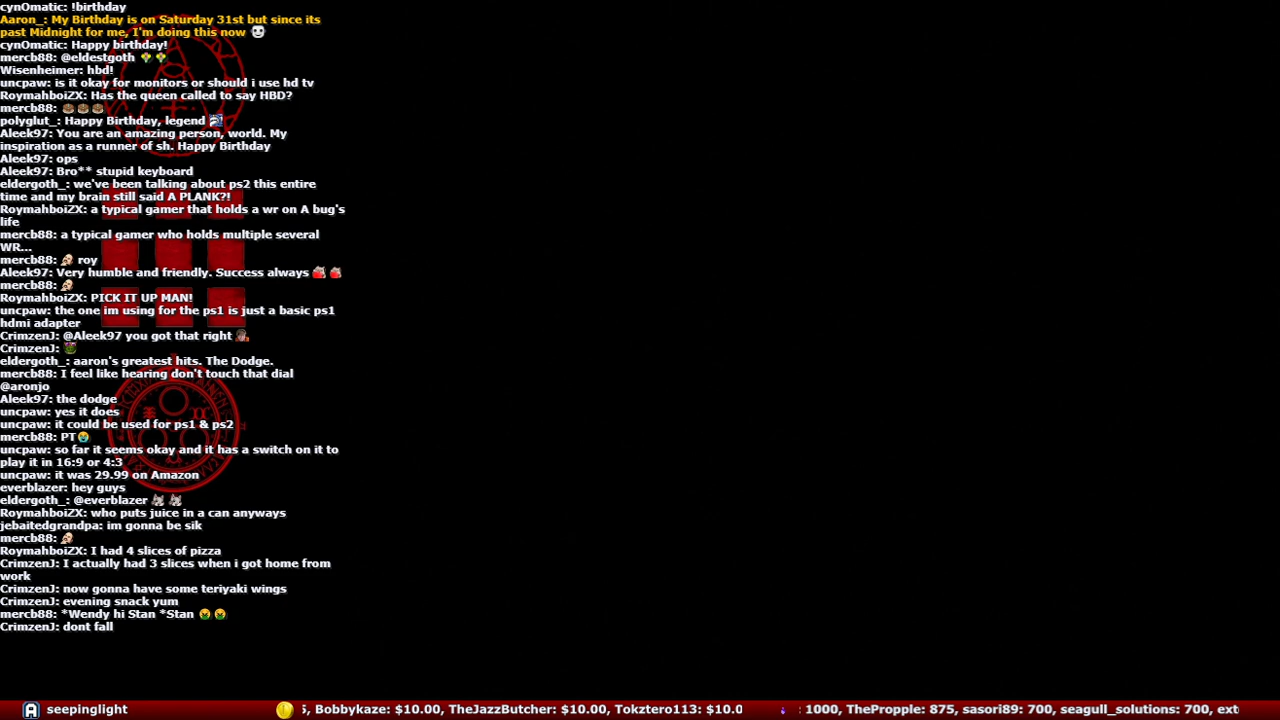 cynOmatic: !birthday
Aaron_: My Birthday is on Saturday 31st but since its
past Midnight for me, I'm doing this now
cynOmatic: Happy birthday!
mercb88: @eldestgoth
Wisenheimer: hbd!
uncpaw: is it okay for monitors or should i use hd tv
RoymahboiZX: Has the queen called to say HBD?
mercb88:
polyglut_: Happy Birthday, legend
Aleek97: You are an amazing person, world. My
inspiration as a runner of sh. Happy Birthday
Aleek97: ops
Aleek97: Bro** stupid keyboard
eldergoth_: we've been talking about ps2 this entire
time and my brain still said A PLANK?!
RoymahboiZX: a typical gamer that holds a wr on A bug's
life
mercb88: a typical gamer who holds multiple several
WR...
mercb88: roy
Aleek97: Very humble and friendly. Success always
mercb88:
RoymahboiZX: PICK IT UP MAN!
uncpaw: the one im using for the ps1 is just a basic ps1
hdmi adapter
CrimzenJ: @Aleek97 you got that right
CrimzenJ:
eldergoth_: aaron's greatest hits. The Dodge.
mercb88: I feel like hearing don't touch that dial
@aronjo
Aleek97: the dodge
uncpaw: yes it does
uncpaw: it could be used for ps1 & ps2
mercb88: PT
uncpaw: so far it seems okay and it has a switch on it to
play it in 16:9 or 4:3
uncpaw: it was 29.99 on Amazon
everblazer: hey guys
eldergoth_: @everblazer
RoymahboiZX: who puts juice in a can anyways
jebaitedgrandpa: im gonna be sik
mercb88:
RoymahboiZX: I had 4 slices of pizza
CrimzenJ: I actually had 3 slices when i got home from
work
CrimzenJ: now gonna have some teriyaki wings
CrimzenJ: evening snack yum
mercb88: *Wendy hi Stan *Stan
CrimzenJ: dont fall
A seepinglight
, Bobbykaze: $10.00, TheJazzButcher: $10.00, Tokztero113: $10.0
: 1000, ThePropple: 875, sasori89: 700, seagull_solutions: 700, ext